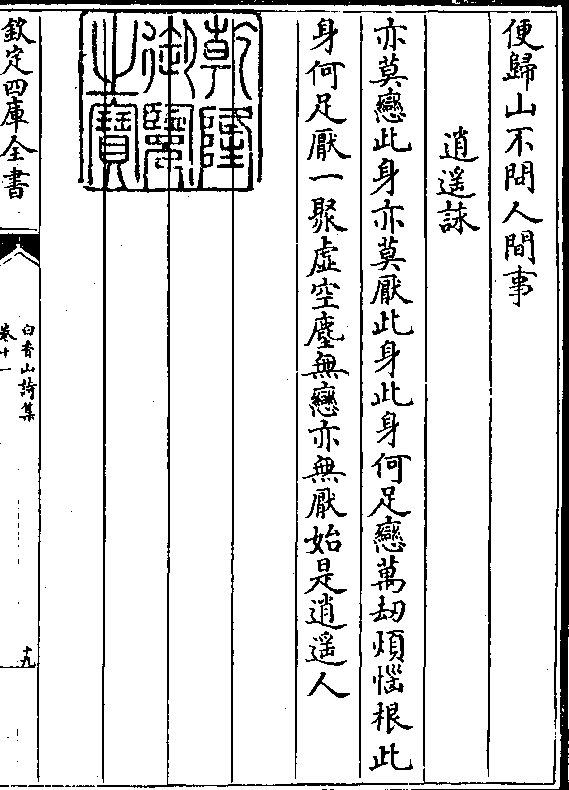 便歸山不問人間事
逍遥詠
亦莫戀此身亦莫厭此身此身何足戀萬劫煩惱根此
身何足厭一聚虛空塵無戀亦無厭始是逍遥人
乾隆
御覽
之寶
欽定四庫全書
白香山詩集
卷十一
十九